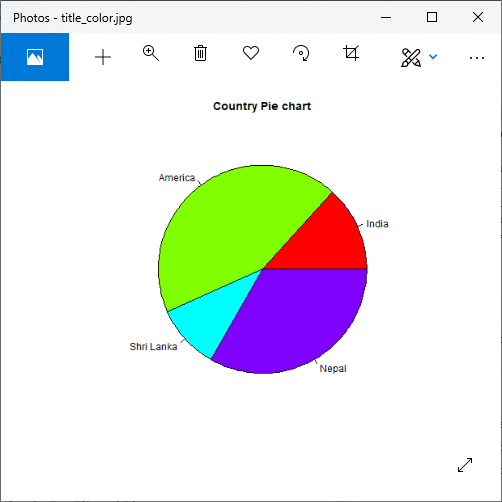 Photos - title_color.jpg
Country Pie chart
America
India
Shri Lanka
Nepal